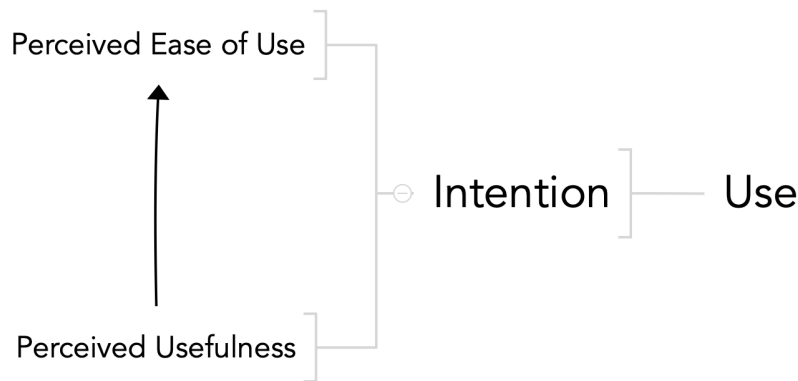 Perceived Ease of Use
Intention
Use
Perceived Usefulness